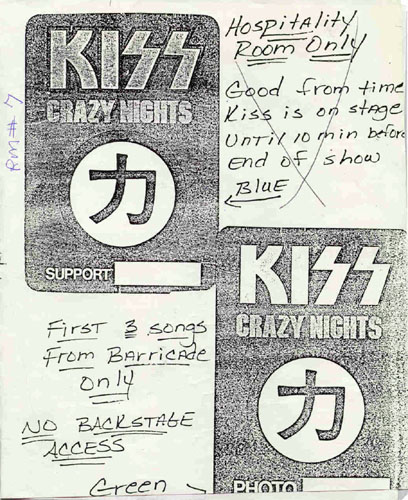 KISS
CRAZY NIGHTS
力
SUPPORT
RM# 7
Hospitality
Room Only
Good from time
Kiss is on stage
Until 10 min before
End of show
Blue
First 3 songs
From Barricade
Only
NO BACKSTAGE
ACCESS
Green
KISS
CRAZY NIGHTS
力
PHOTO